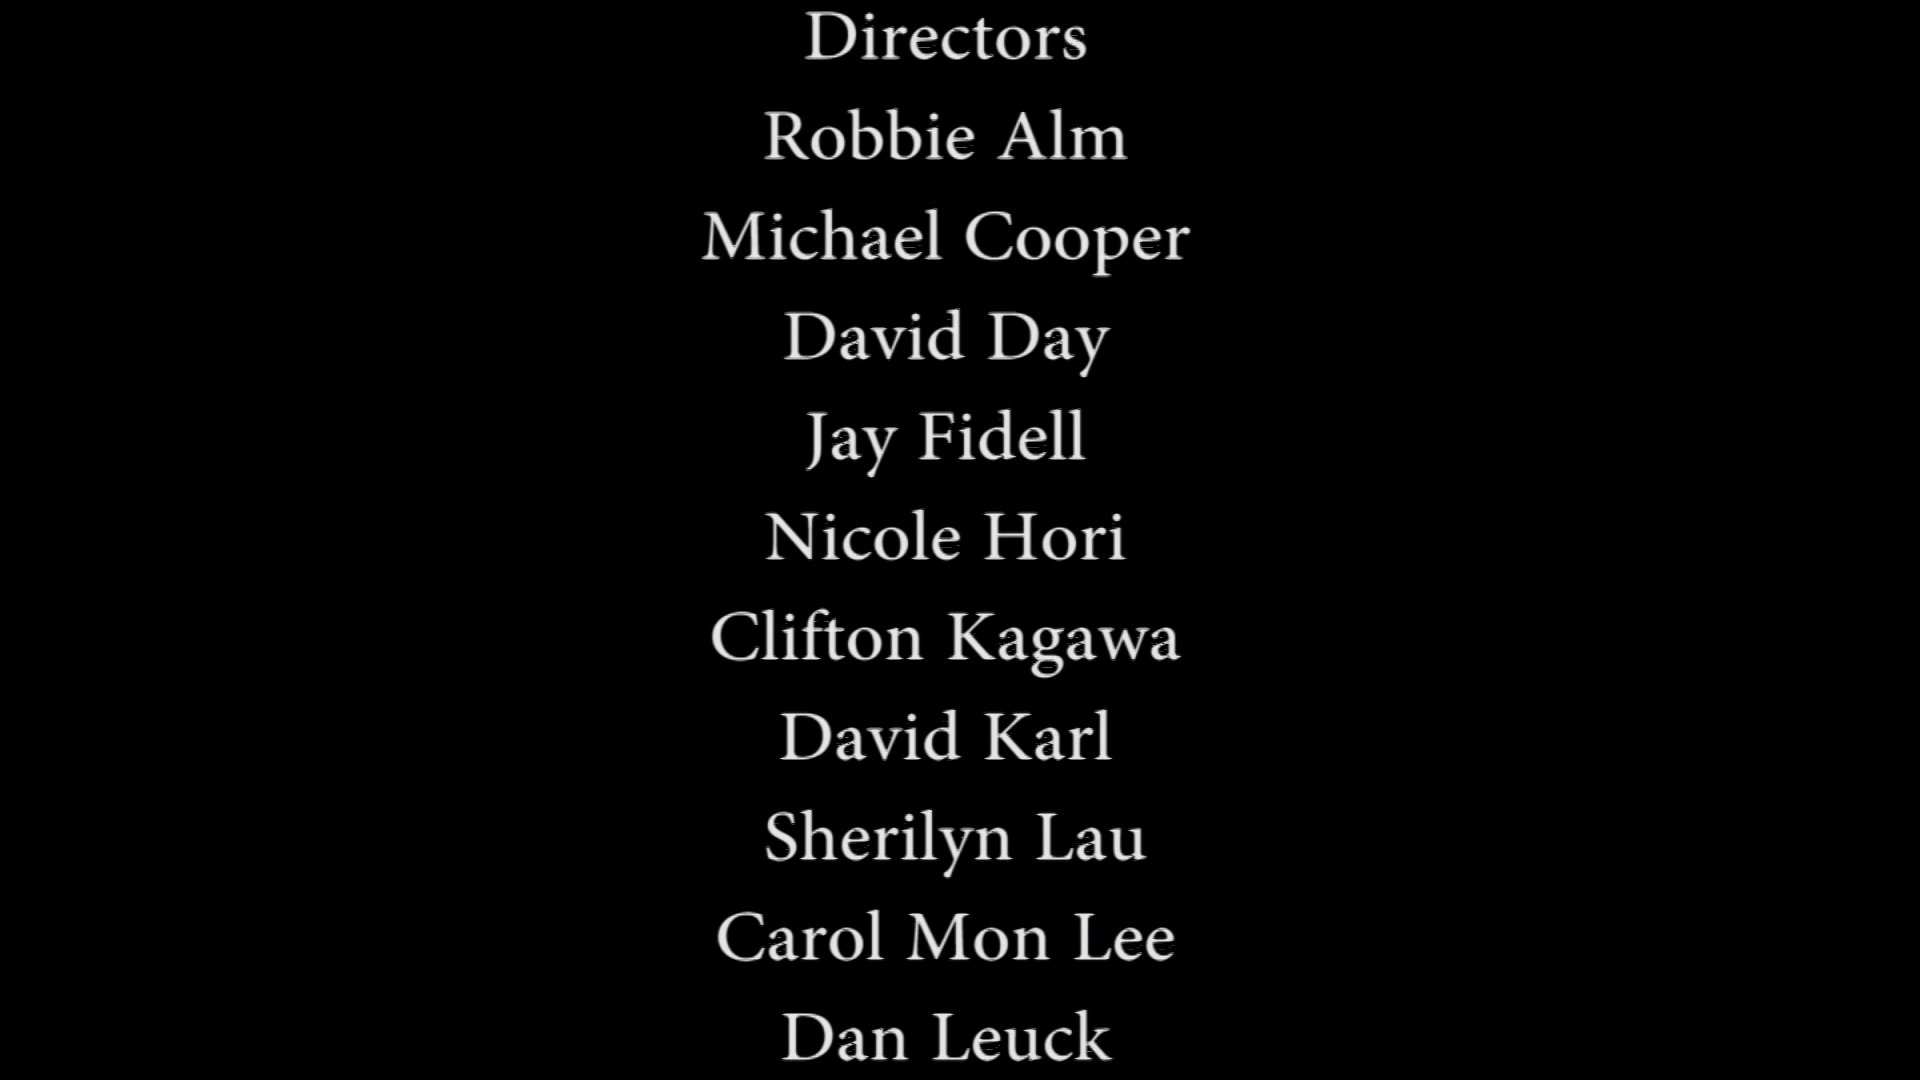 Directors
Robbie Alm
Michael Cooper
David Day
Jay Fidell
Nicole Hori
Clifton Kagawa
David Karl
Sherilyn Lau
Carol Mon Lee
Dan Leuck